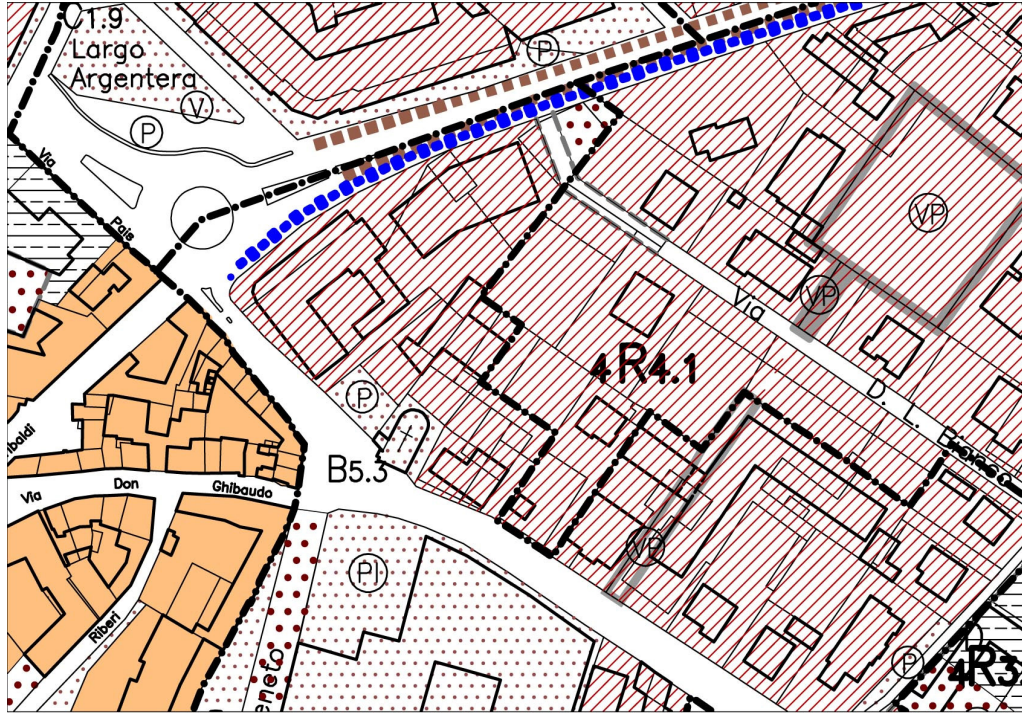 C1.9
Largo
Argentera
V
P
P
Via
Pais
VP
VP
Via
4R4.1
D. L.
P
B5.3
Via
Don
Ghibaudo
VP
PI
Riberi
P
4R3